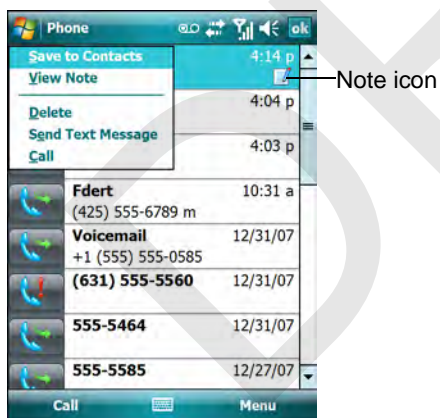 Phone ok
Save to Contacts 4:14 p
View Note
Note icon
4:04 p
Delete
Send Text Message
4:03 p
Call
Fdert 10:31 a
(425) 555-6789 m
Voicemail 12/31/07
+1 (555) 555-0585
(631) 555-5560 12/31/07
555-5464 12/31/07
555-5585 12/27/07
Call Menu